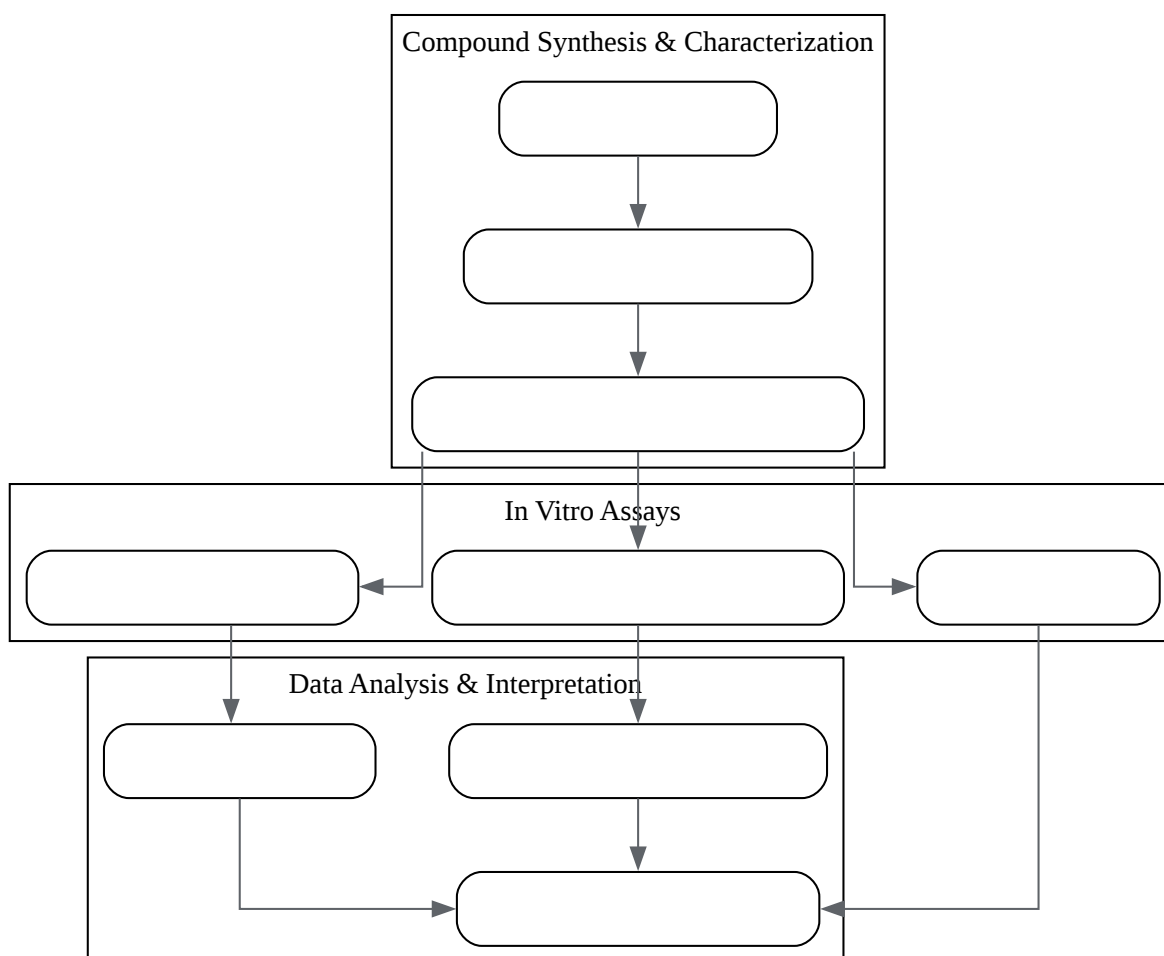 Compound Synthesis & Characterization
In Vitro Assays
Data Analysis & Interpretation